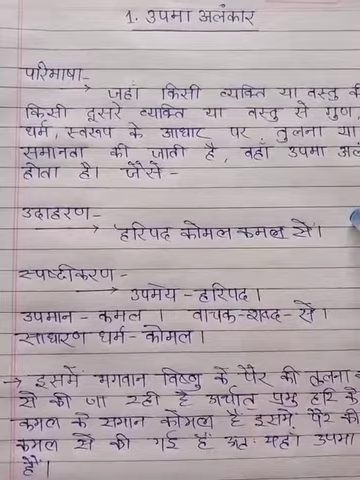 1. उपमा अलंकार
परिभाषा-
→ जहां किसी व्यक्ति या वस्तु
किसी दूसरे व्यक्ति या वस्तु से गुण,
धर्म, स्वरूप के आधार पर तुलना या
समानता की जाती है, वहाँ उपमा
होता है। जैसे -
उदाहरण-
→ 'हरिपद कोमल कमल से'।
स्पष्टीकरण -
→ उपमेय - हरिपद।
उपमान - कमल। वाचक-शब्द - से।
साधारण धर्म - कोमल।
→ इसमें भगवान विष्णु के पैर की तुलना
से की जा रही है अर्थात प्रभु हरि के
कमल के समान कोमल है इसमें पैर की
कमल से की गई है अतः यहाँ उपमा
है।